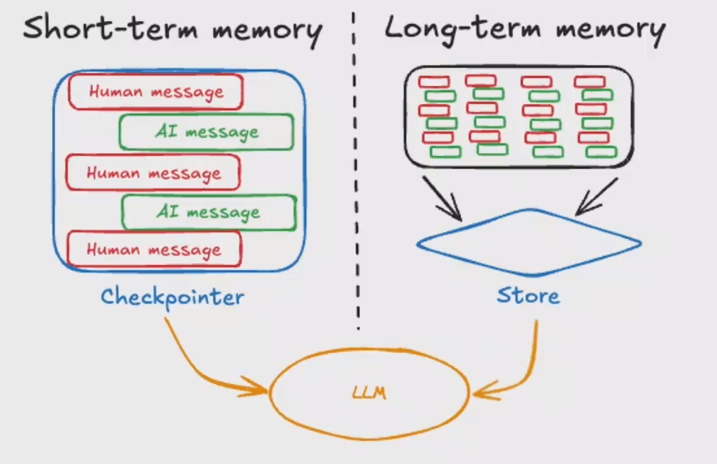 Short-term memory
Long-term memory
Human message
AI message
Human message
AI message
Human message
Checkpointer
Store
LLM